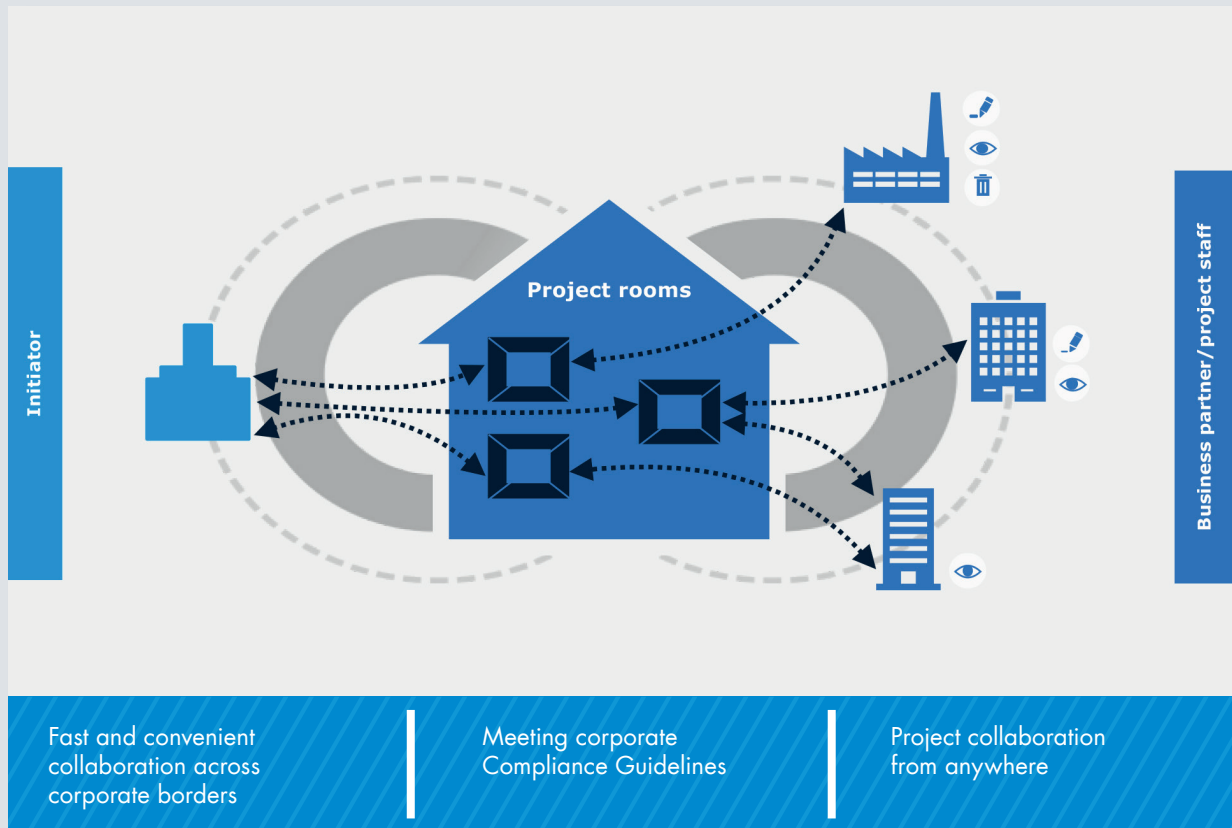 Project rooms
Initiator
Business partner/project staff
Fast and convenient
collaboration across
corporate borders
Meeting corporate
Compliance Guidelines
Project collaboration
from anywhere